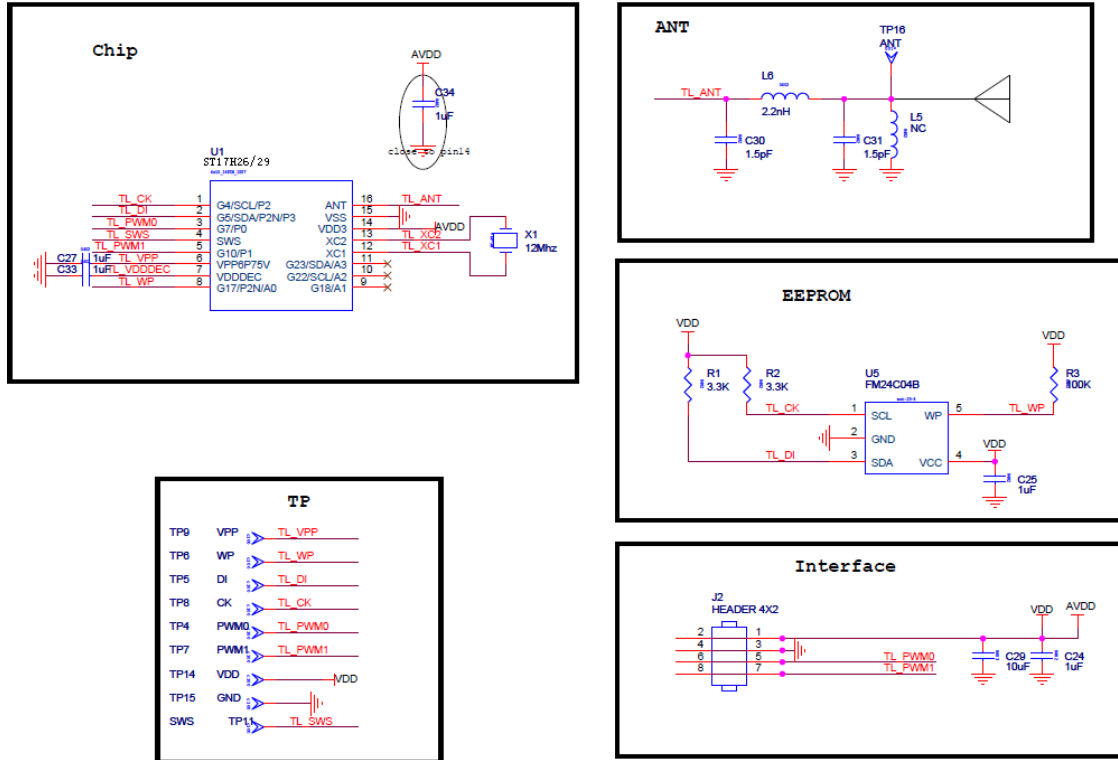 Chip
AVDD
C34
1uF
close to pin14
U1
ST17H26/29
TL_CK 1 G4/SCL/P2 ANT 16 TL_ANT
TL_DI 2 G5/SDA/P2N/P3 VSS 15
TL_PWM0 3 G7/P0 VDD3 14 AVDD
TL_SWS 4 SWS XC2 13 TL_XC2
TL_PWM1 5 G10/P1 XC1 12 TL_XC1
C27 1uF TL_VPP 6 VPP6P75V G23/SDA/A3 11
C33 1uF TL_VDDDEC 7 VDDDEC G22/SCL/A2 10
TL_WP 8 G17/P2N/A0 G18/A1 9
X1
12Mhz
ANT
TP16
ANT
TL_ANT
L6
2.2nH
C30
1.5pF
C31
1.5pF
L5
NC
EEPROM
VDD
VDD
R1
3.3K
R2
3.3K
U5
FM24C04B
R3
100K
TL_CK 1 SCL WP 5 TL_WP
2 GND
TL_DI 3 SDA VCC 4
VDD
C25
1uF
TP
TP9 VPP TL_VPP
TP6 WP TL_WP
TP5 DI TL_DI
TP8 CK TL_CK
TP4 PWM0 TL_PWM0
TP7 PWM1 TL_PWM1
TP14 VDD VDD
TP15 GND
SWS TP11 TL_SWS
Interface
J2
HEADER 4X2
VDD
AVDD
2 1
4 3
6 5 TL_PWM0
8 7 TL_PWM1
C29
10uF
C24
1uF